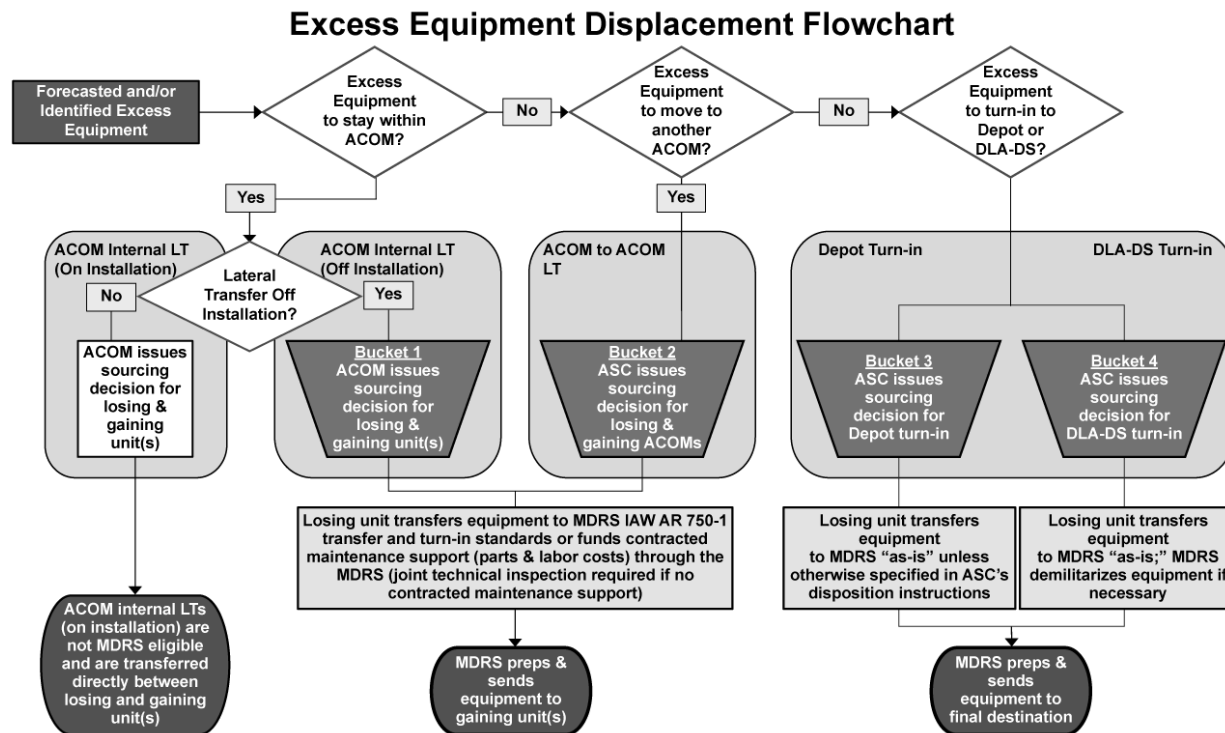 Excess Equipment Displacement Flowchart
Forecasted and/or
Identified Excess
Equipment
Excess
Equipment
to stay within
ACOM?
No
Excess
Equipment
to move to
another
ACOM?
No
Excess
Equipment
to turn-in to
Depot or
DLA-DS?
Yes
Yes
ACOM Internal LT
(On Installation)
Lateral
Transfer Off
Installation?
No
Yes
ACOM Internal LT
(Off Installation)
ACOM to ACOM
LT
Depot Turn-in
DLA-DS Turn-in
ACOM issues
sourcing
decision for
losing &
gaining
unit(s)
Bucket 1
ACOM issues
sourcing
decision for
losing &
gaining unit(s)
Bucket 2
ASC issues
sourcing
decision for
losing &
gaining ACOMs
Bucket 3
ASC issues
sourcing
decision for
Depot turn-in
Bucket 4
ASC issues
sourcing
decision for
DLA-DS turn-in
Losing unit transfers equipment to MDRS IAW AR 750-1
transfer and turn-in standards or funds contracted
maintenance support (parts & labor costs) through
the MDRS (joint technical inspection required if no
contracted maintenance support)
Losing unit transfers
equipment
to MDRS “as-is” unless
otherwise specified in ASC’s
disposition instructions
Losing unit transfers
equipment
to MDRS “as-is;” MDRS
demilitarizes equipment if
necessary
ACOM internal LTs
(on installation) are
not MDRS eligible
and are transferred
directly between
losing and gaining
unit(s)
MDRS preps &
sends
equipment to
gaining unit(s)
MDRS preps &
sends
equipment to
final destination